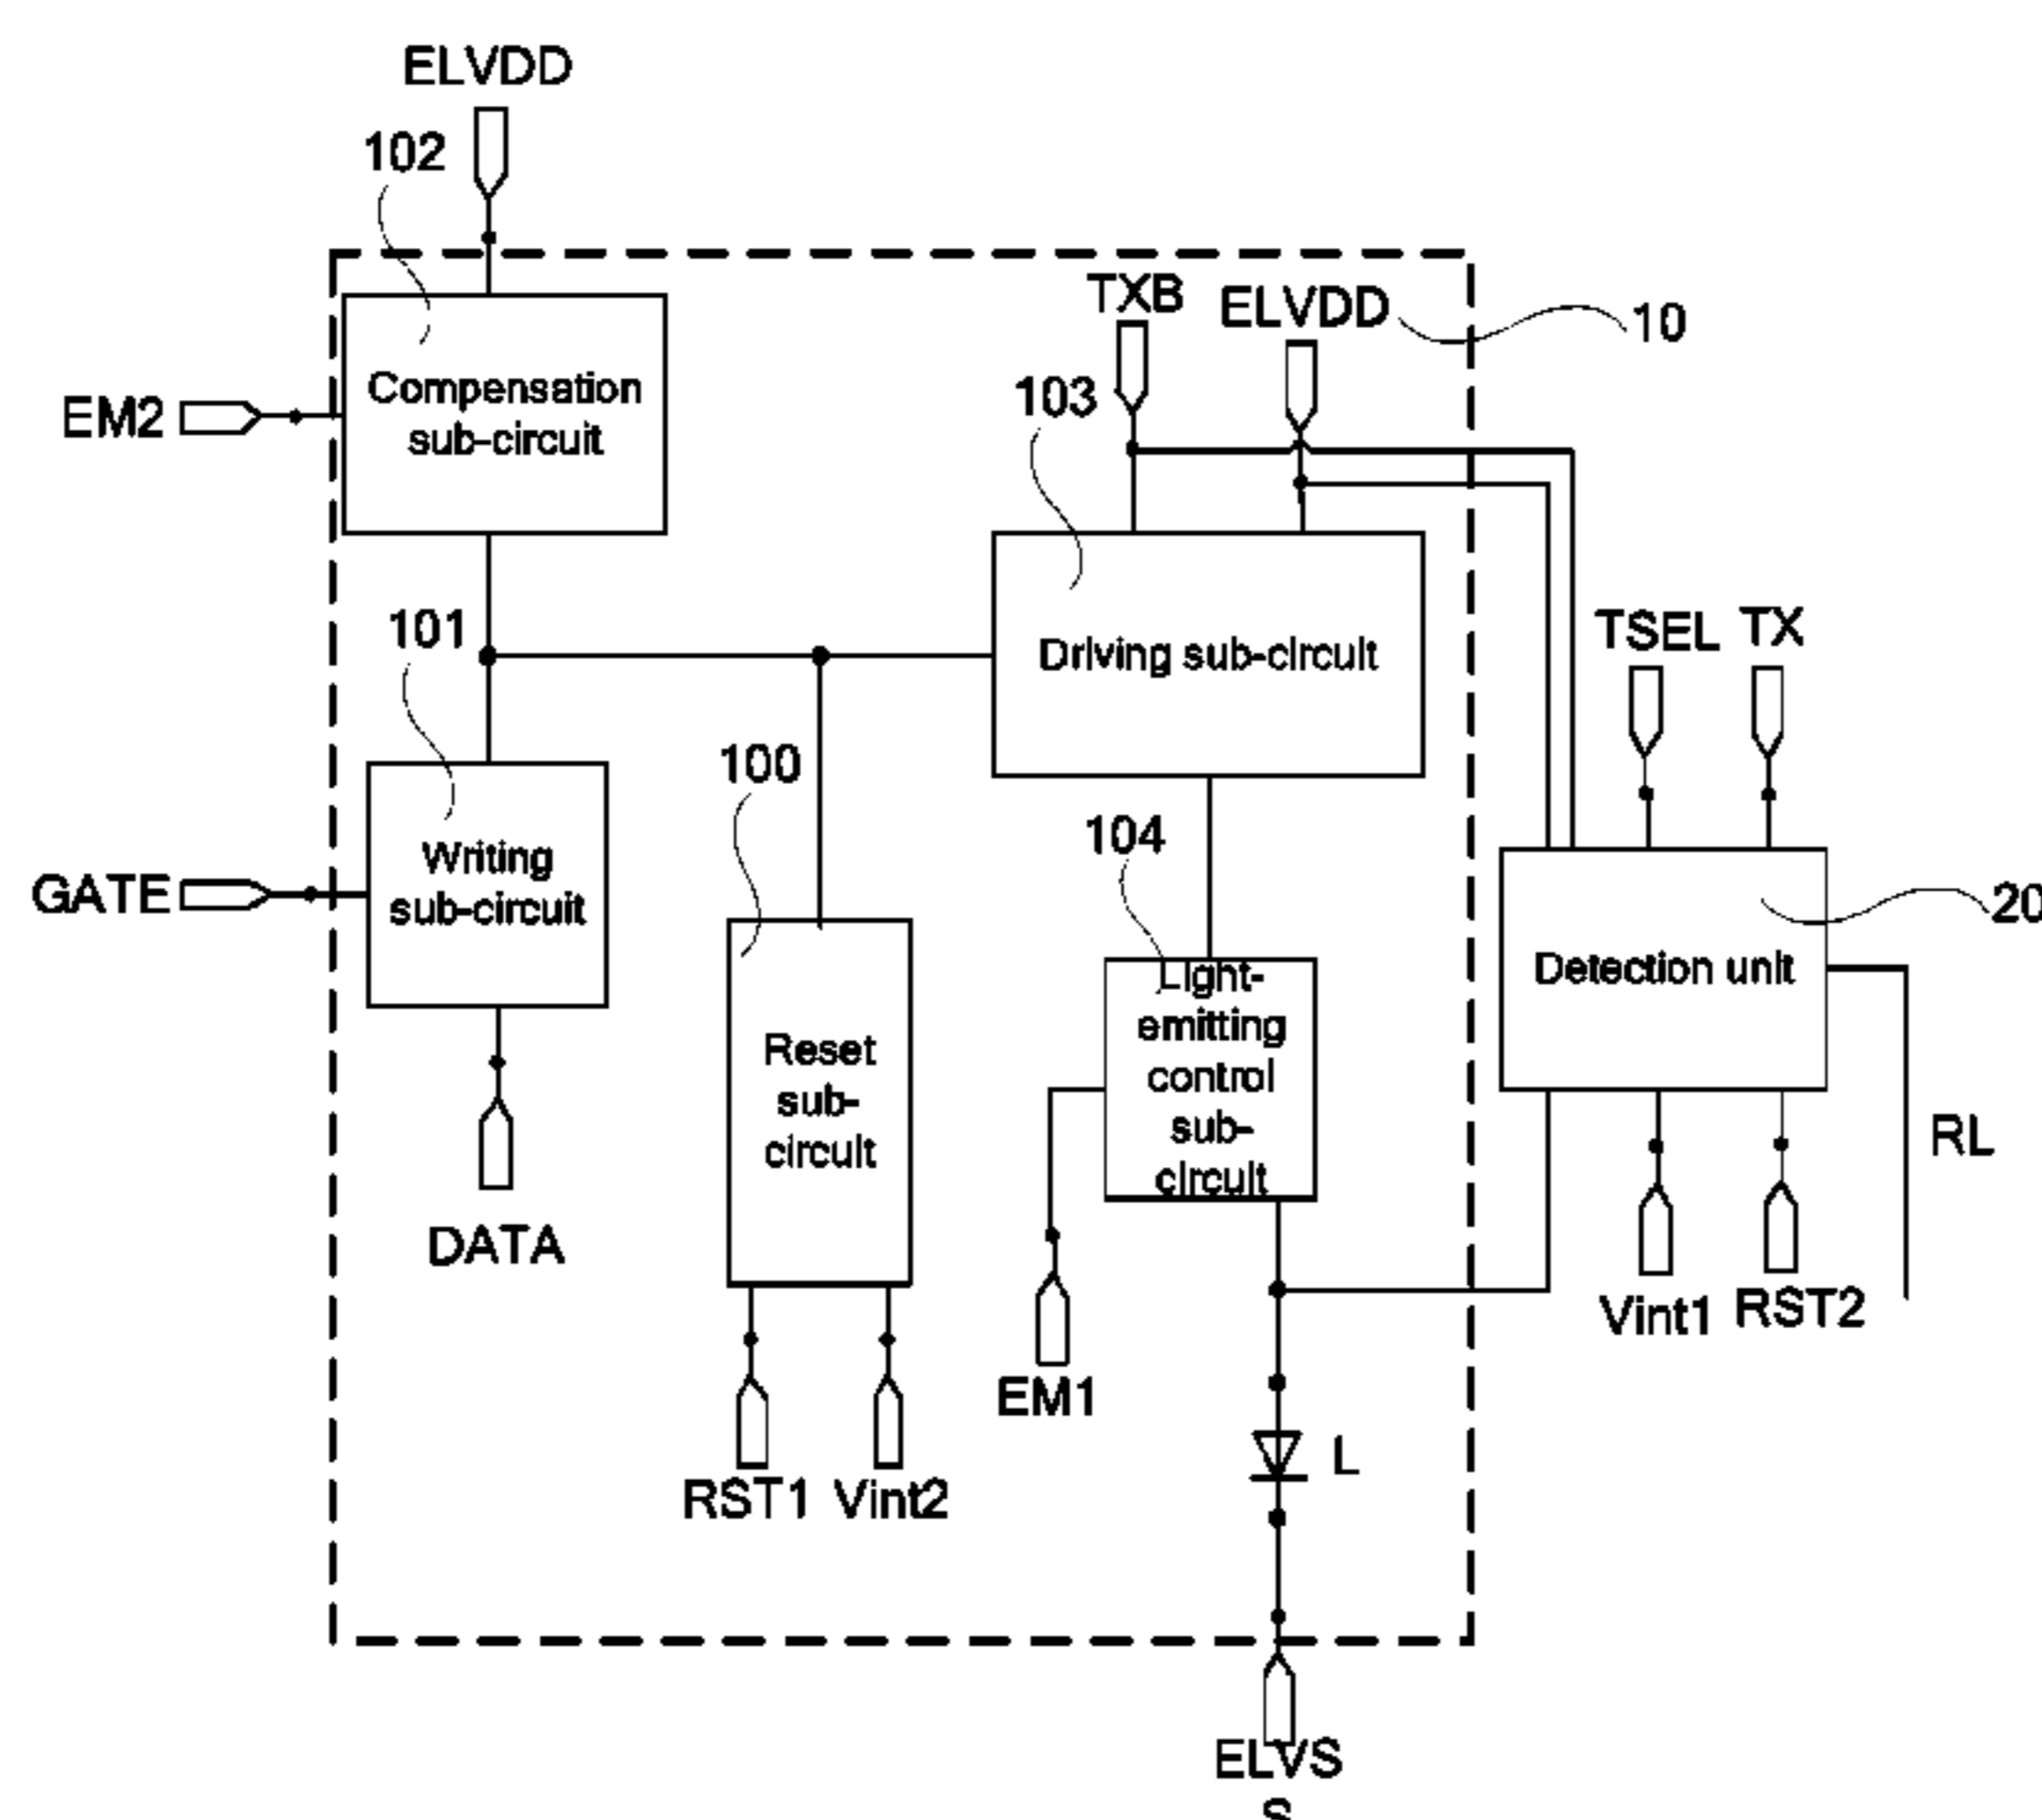 ELVDD
102
TXB
ELVDD
10
103
Compensation
sub-circuit
EM2
101
Driving sub-circuit
TSEL
TX
100
104
Writing
sub-circuit
GATE
20
Light-
emitting
control
sub-
circuit
Detection unit
Reset
sub-
circuit
RL
DATA
Vint1
RST2
EM1
L
RST1
Vint2
ELVS
S